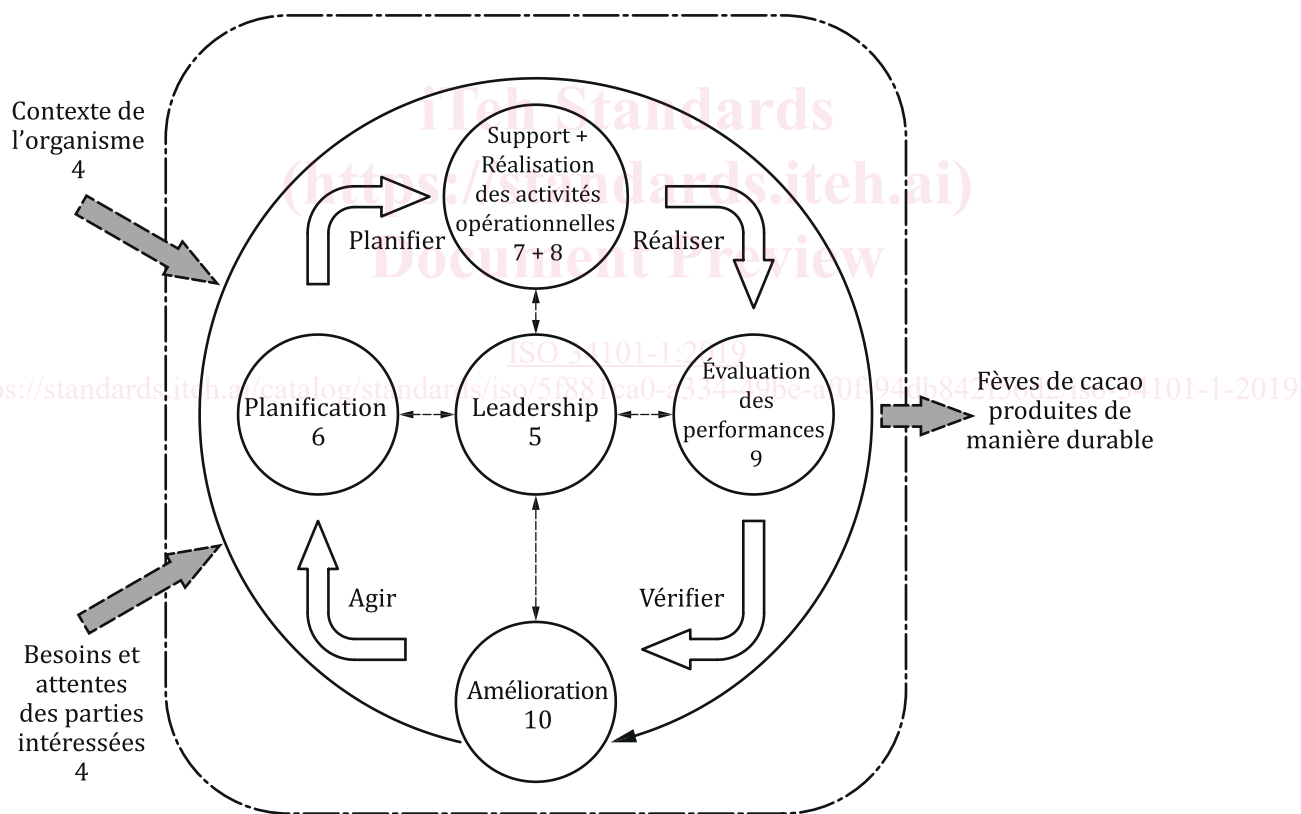 iTeh Standards
(https://standards.iteh.ai)
Document Preview
ISO 34101-1:2019
Contexte de
l'organisme
4
Support +
Réalisation
des activités
opérationnelles
7 + 8
Planifier
Réaliser
Planification
6
Leadership
5
Évaluation
des
performances
9
Fèves de cacao
produites de
manière durable
Agir
Vérifier
Besoins et
attentes
des parties
intéressées
4
Amélioration
10